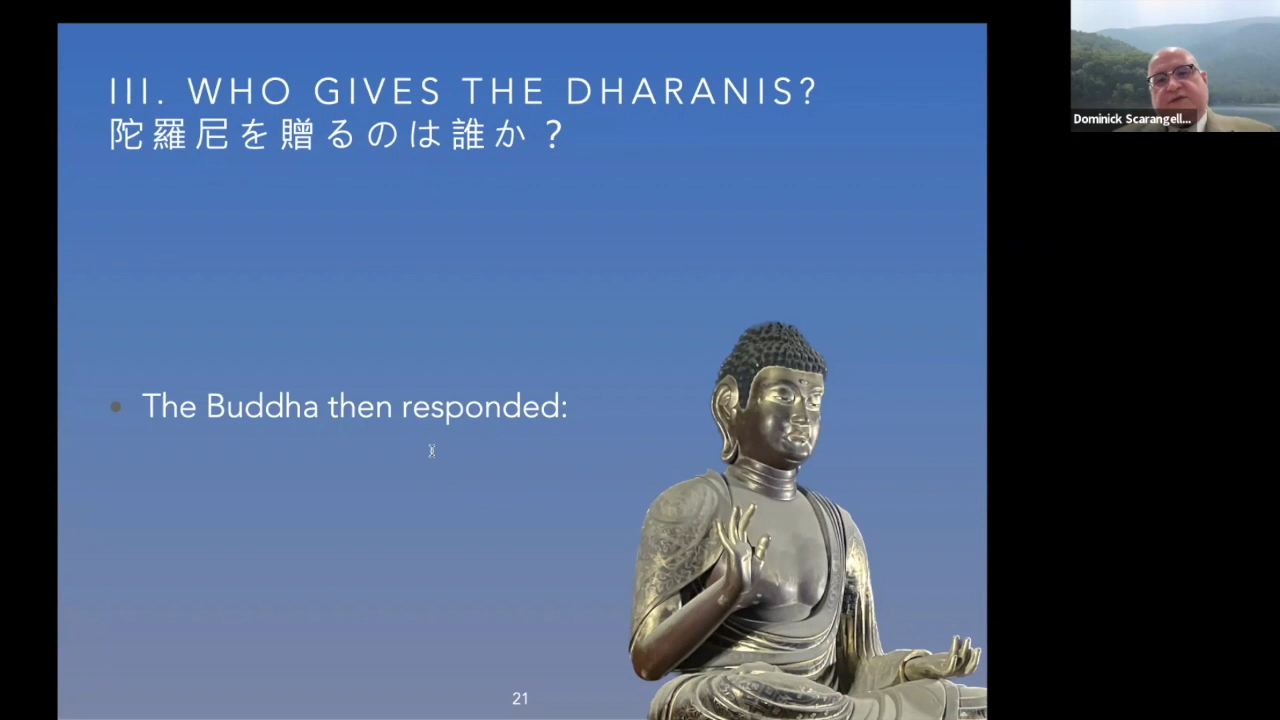 III. WHO GIVES THE DHARANIS?
陀羅尼を贈るのは誰か？
Dominick Scarangell...
• The Buddha then responded:
21